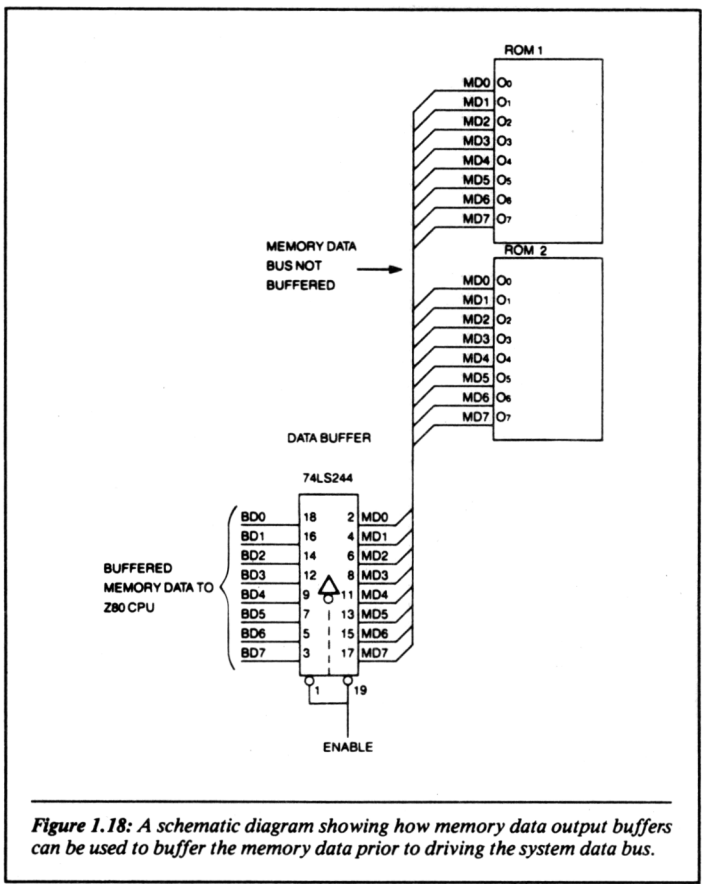 ROM 1
MD0 O0
MD1 O1
MD2 O2
MD3 O3
MD4 O4
MD5 O5
MD6 O6
MD7 O7
MEMORY DATA
BUS NOT
BUFFERED
ROM 2
MD0 O0
MD1 O1
MD2 O2
MD3 O3
MD4 O4
MD5 O5
MD6 O6
MD7 O7
DATA BUFFER
74LS244
BD0 18 2 MD0
BD1 16 4 MD1
BD2 14 6 MD2
BD3 12 8 MD3
BD4 9 11 MD4
BD5 7 13 MD5
BD6 5 15 MD6
BD7 3 17 MD7
BUFFERED
MEMORY DATA TO
Z80 CPU
1 19
ENABLE
Figure 1.18: A schematic diagram showing how memory data output buffers
can be used to buffer the memory data prior to driving the system data bus.